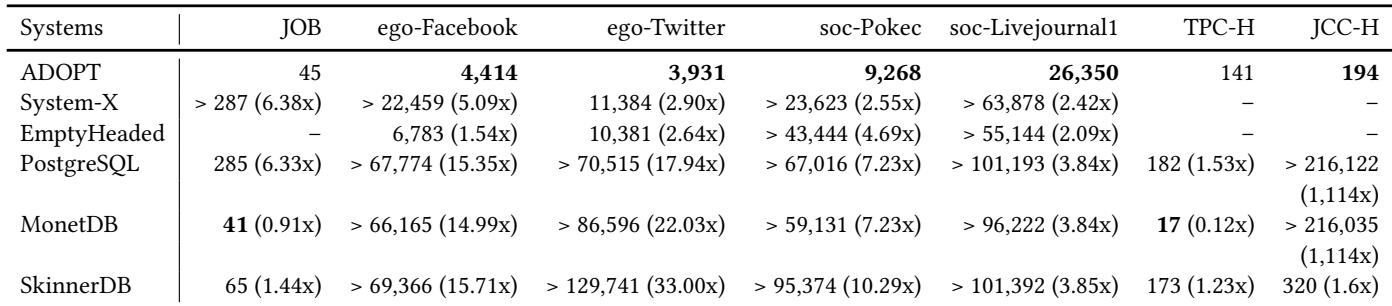 Systems JOB ego-Facebook ego-Twitter soc-Pokec soc-Livejournal1 TPC-H JCC-H
ADOPT 45 4,414 3,931 9,268 26,350 141 194
System-X > 287 (6.38x) > 22,459 (5.09x) 11,384 (2.90x) > 23,623 (2.55x) > 63,878 (2.42x) – –
EmptyHeaded – 6,783 (1.54x) 10,381 (2.64x) > 43,444 (4.69x) > 55,144 (2.09x) – –
PostgreSQL 285 (6.33x) > 67,774 (15.35x) > 70,515 (17.94x) > 67,016 (7.23x) > 101,193 (3.84x) 182 (1.53x) > 216,122
(1,114x)
MonetDB 41 (0.91x) > 66,165 (14.99x) > 86,596 (22.03x) > 59,131 (7.23x) > 96,222 (3.84x) 17 (0.12x) > 216,035
(1,114x)
SkinnerDB 65 (1.44x) > 69,366 (15.71x) > 129,741 (33.00x) > 95,374 (10.29x) > 101,392 (3.85x) 173 (1.23x) 320 (1.6x)